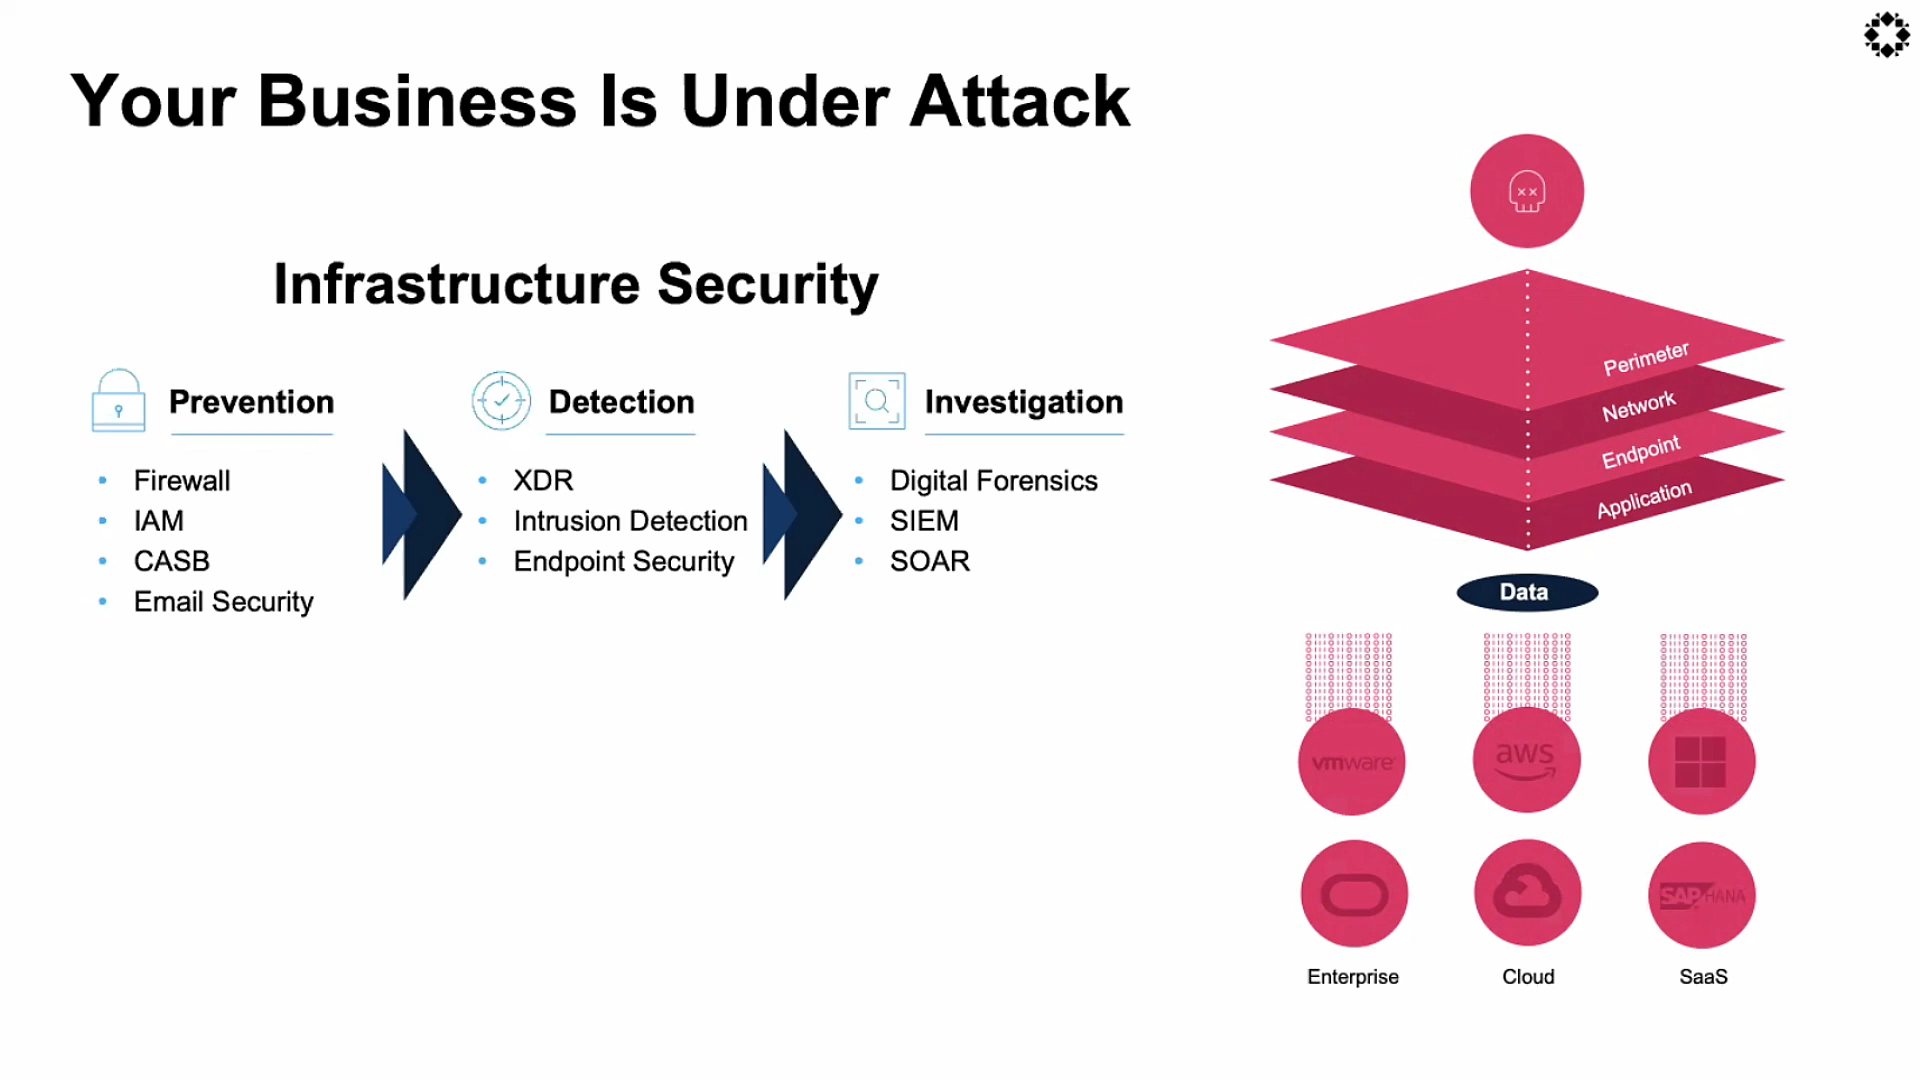 Your Business Is Under Attack
Infrastructure Security
Prevention
Firewall
IAM
CASB
Email Security
Detection
XDR
Intrusion Detection
Endpoint Security
Investigation
Digital Forensics
SIEM
SOAR
Perimeter
Network
Endpoint
Application
Data
vmware
aws
SAP HANA
Enterprise
Cloud
SaaS